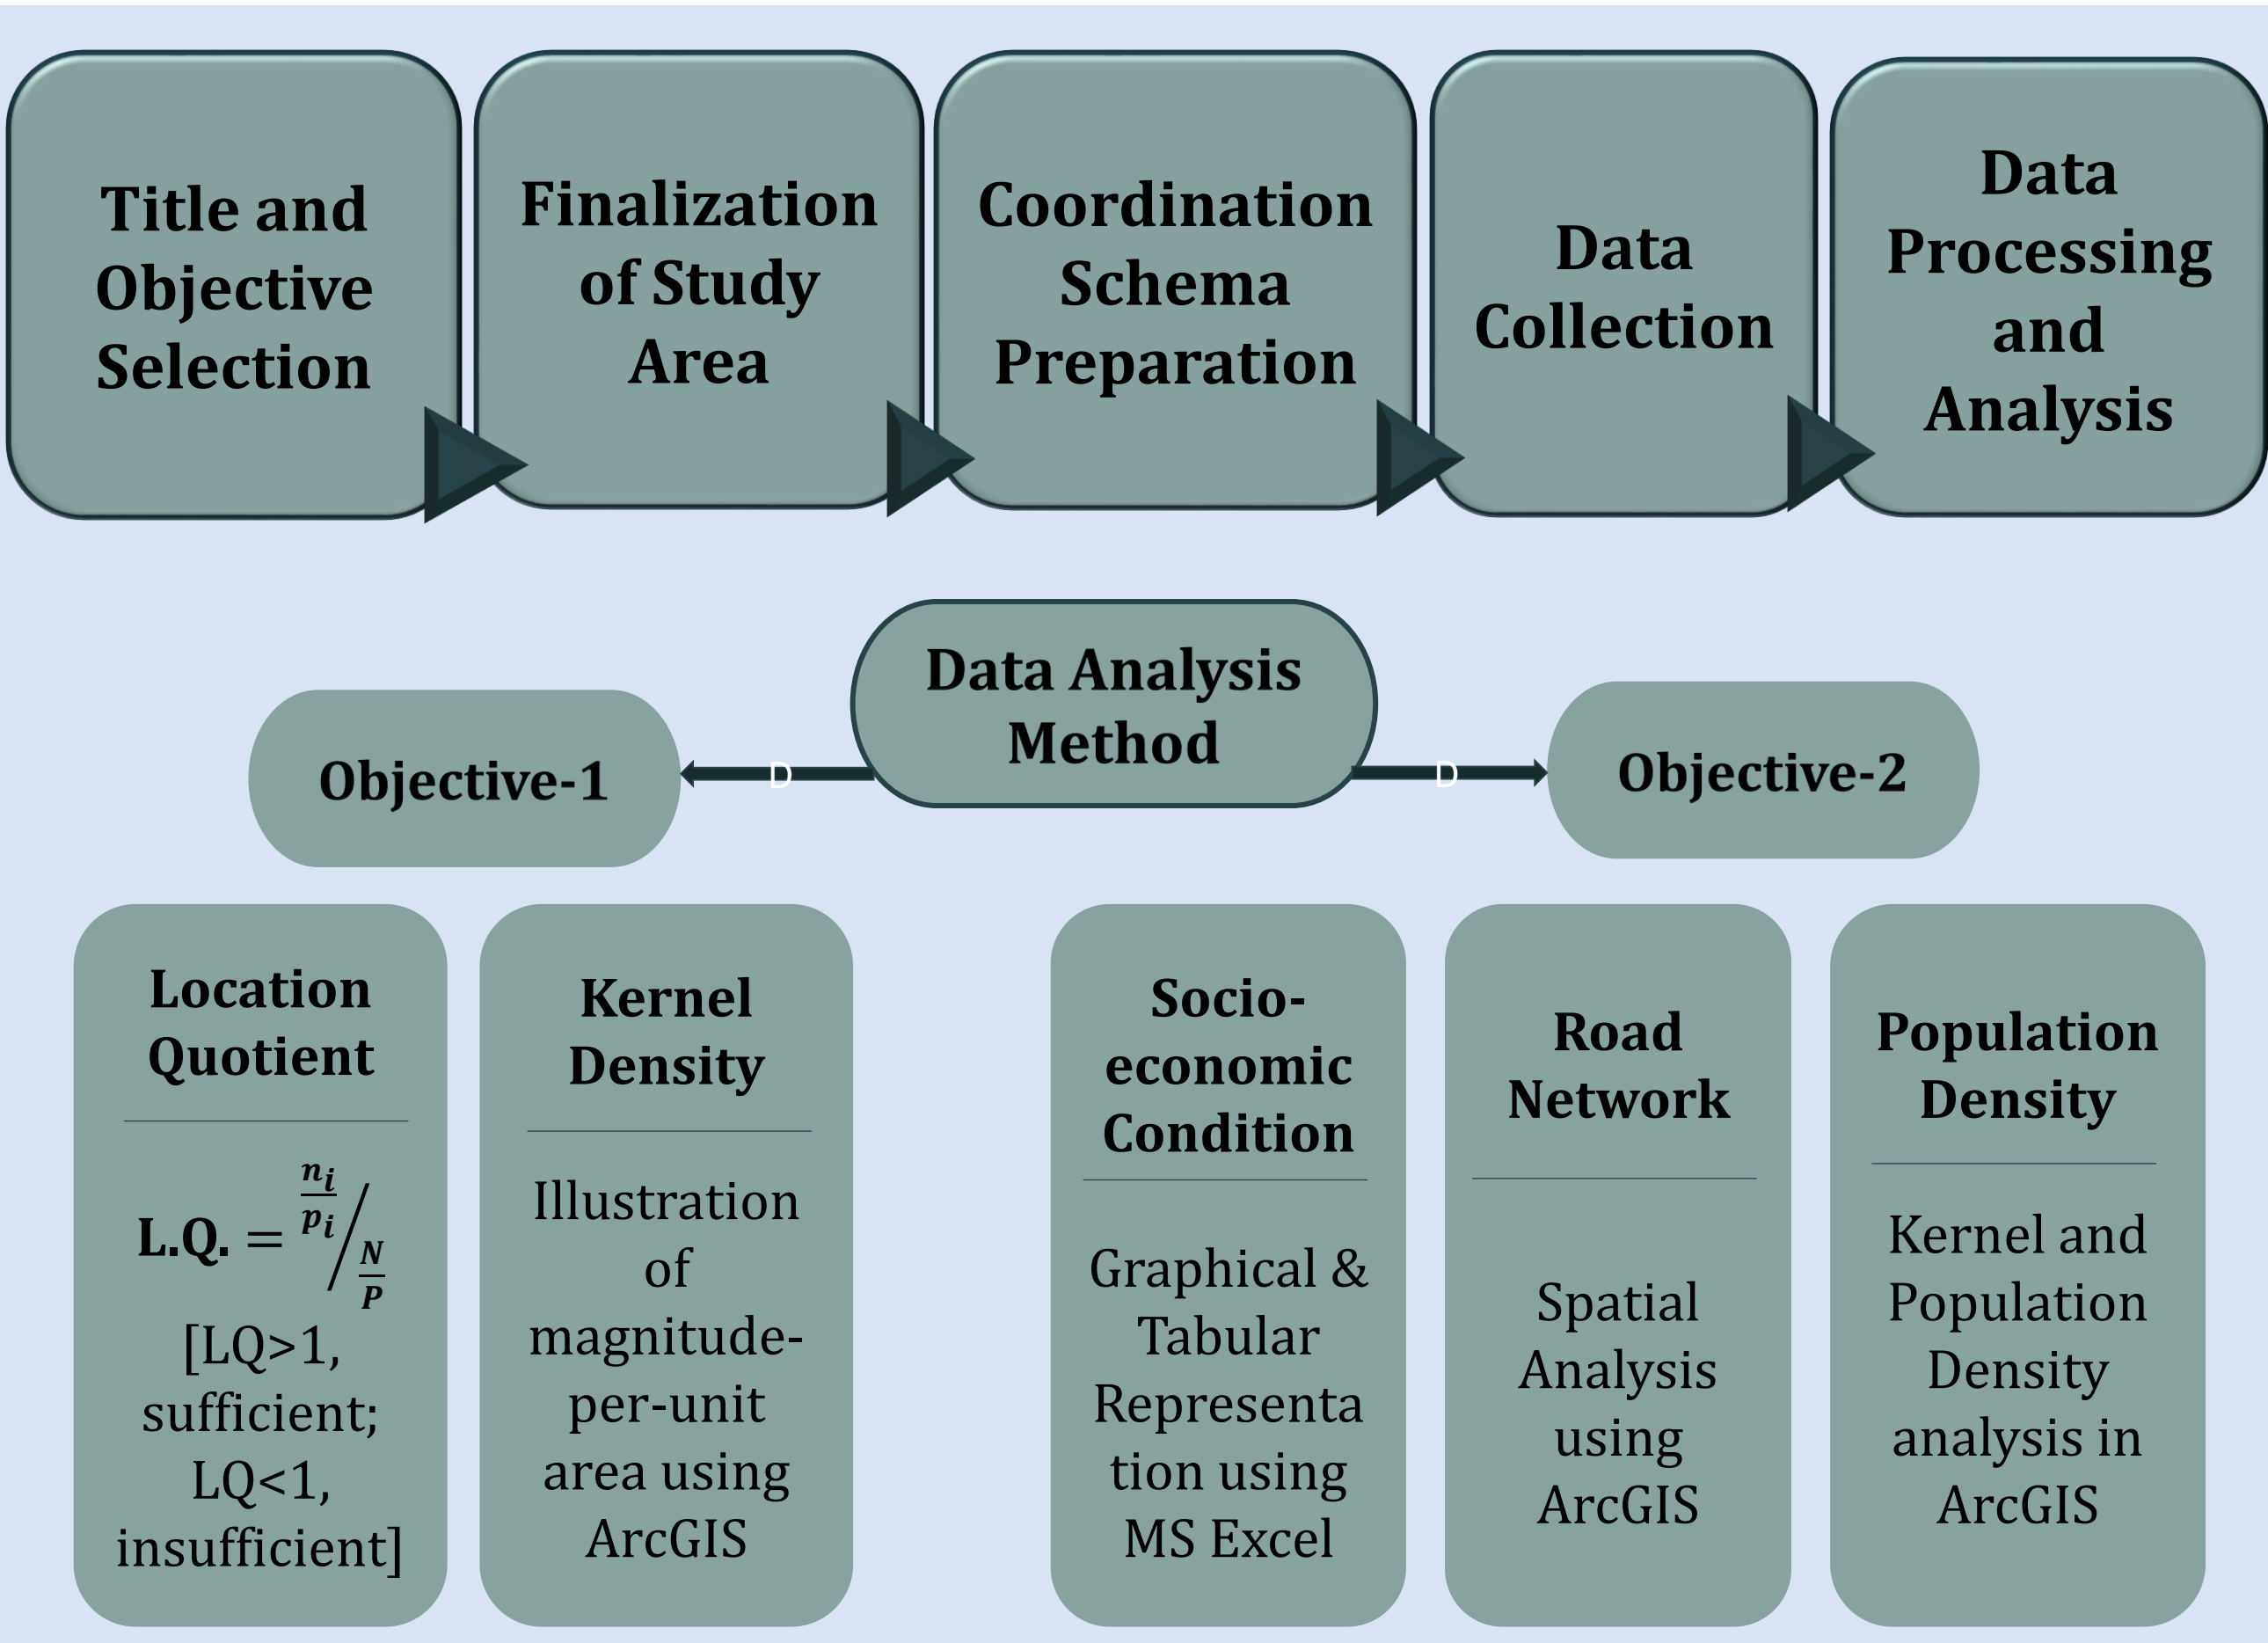 Title and
Objective
Selection
Finalization
of Study
Area
Coordination
Schema
Preparation
Data
Collection
Data
Processing
and
Analysis
Data Analysis
Method
Objective-1
D
D
Objective-2
Location
Quotient
L.Q. = n_i/p_i / N/P
[LQ>1,
sufficient;
LQ<1,
insufficient]
Kernel
Density
Illustration
of
magnitude-
per-unit
area using
ArcGIS
Socio-
economic
Condition
Graphical &
Tabular
Representa
tion using
MS Excel
Road
Network
Spatial
Analysis
using
ArcGIS
Population
Density
Kernel and
Population
Density
analysis in
ArcGIS